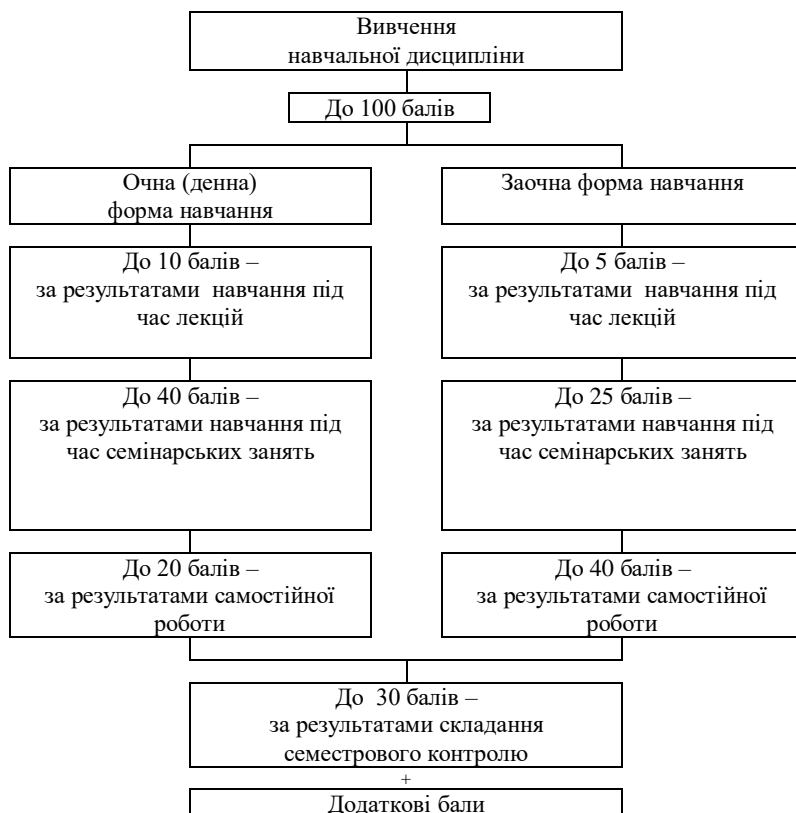 Вивчення
навчальної дисципліни
До 100 балів
Очна (денна)
форма навчання
Заочна форма навчання
До 10 балів –
за результатами навчання під
час лекцій
До 5 балів –
за результатами навчання під
час лекцій
До 40 балів –
за результатами навчання під
час семінарських занять
До 25 балів –
за результатами навчання під
час семінарських занять
До 20 балів –
за результатами самостійної
роботи
До 40 балів –
за результатами самостійної
роботи
До 30 балів –
за результатами складання
семестрового контролю
+
Додаткові бали